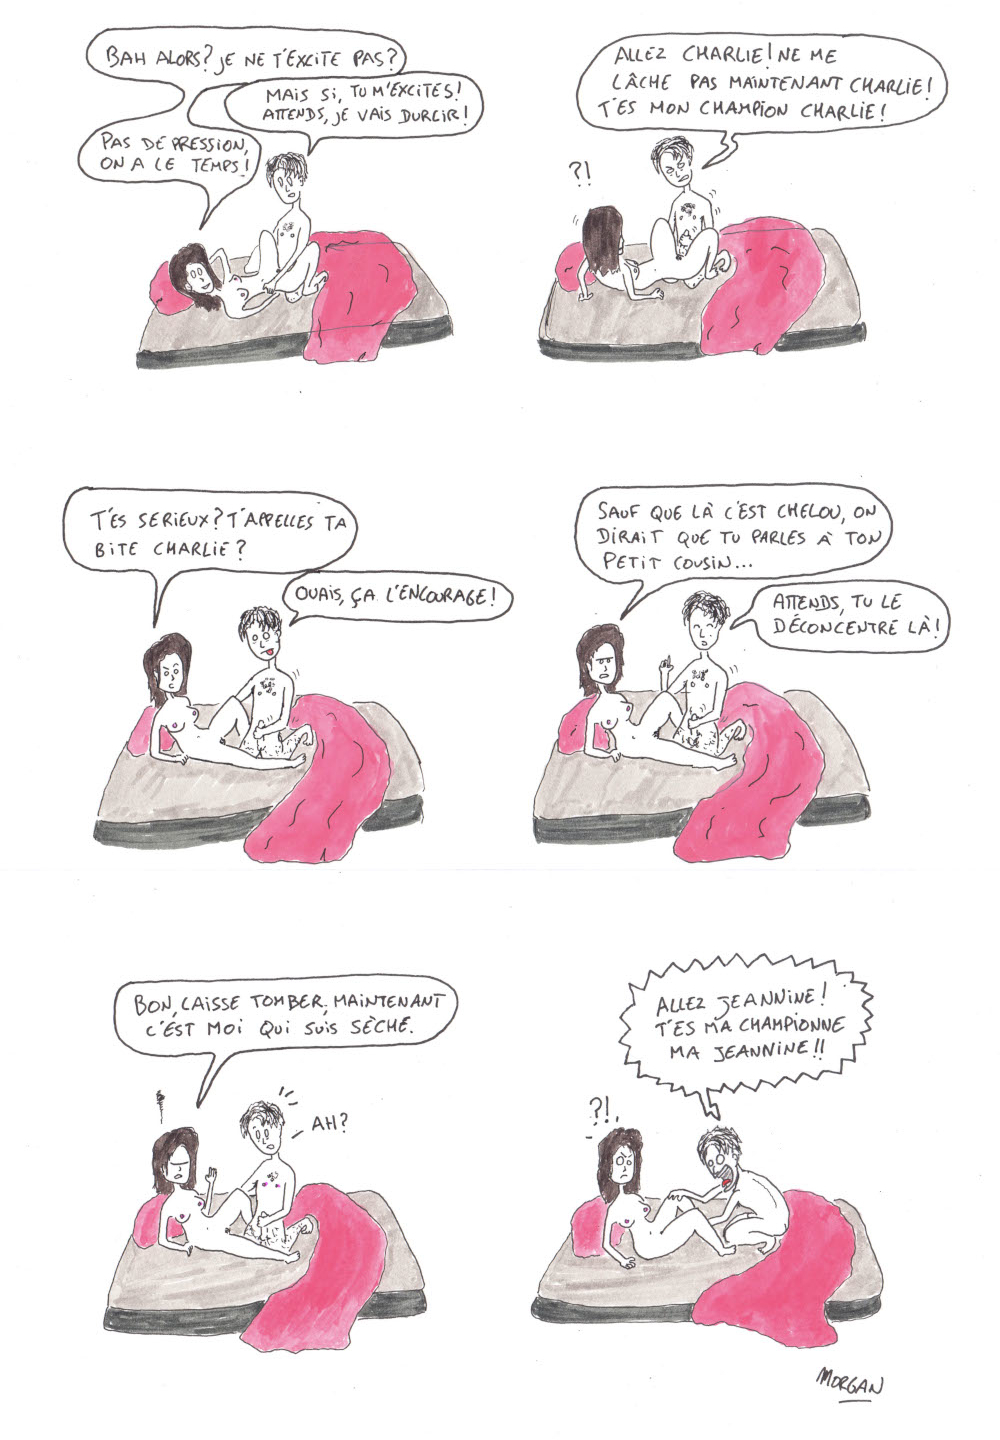 BAH ALORS? JE NE T'EXCITE PAS?
MAIS SI, TU M'EXCITES!
ATTENDS, JE VAIS DURCIR!
PAS DE PRESSION,
ON A LE TEMPS!
ALLEZ CHARLIE! NE ME
LÂCHE PAS MAINTENANT CHARLIE!
T'ES MON CHAMPION CHARLIE!
?!
T'ES SERIEUX? T'APPELLES TA
BITE CHARLIE?
OUAIS, ÇA L'ENCOURAGE!
SAUF QUE LÀ C'EST CHELOU, ON
DIRAIT QUE TU PARLES À TON
PETIT COUSIN...
ATTENDS, TU LE
DÉCONCENTRE LÀ!
BON, LAISSE TOMBER, MAINTENANT
C'EST MOI QUI SUIS SÈCHE.
AH?
ALLEZ JEANNINE!
T'ES MA CHAMPIONNE
MA JEANNINE!!
?!
MORGAN